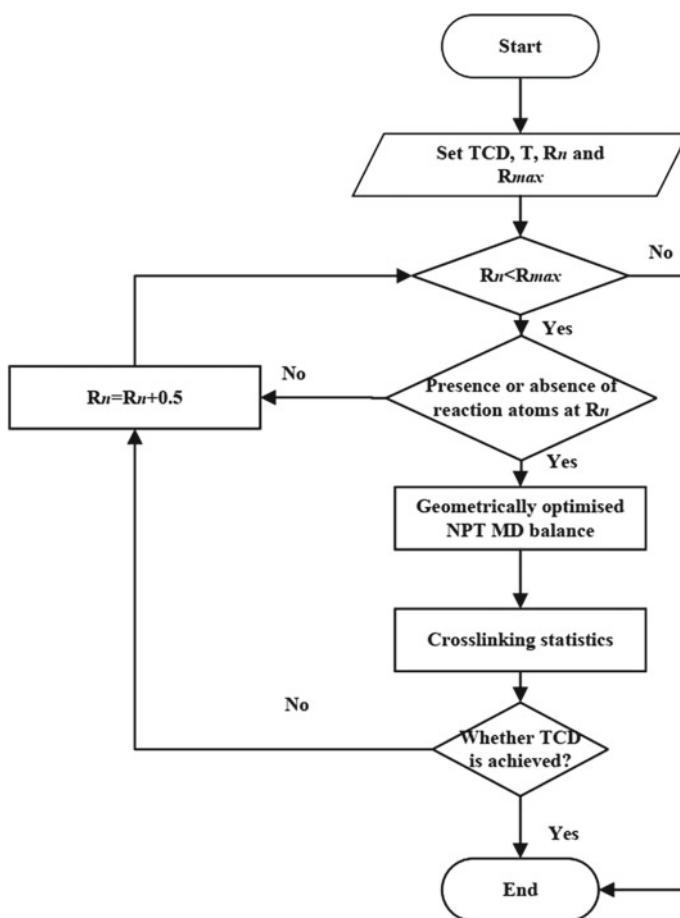 Start
Set TCD, T, Rn and
Rmax
Rn<Rmax
No
Yes
Rn=Rn+0.5
No
Presence or absence of
reaction atoms at Rn
Yes
Geometrically optimised
NPT MD balance
Crosslinking statistics
No
Whether TCD
is achieved?
Yes
End